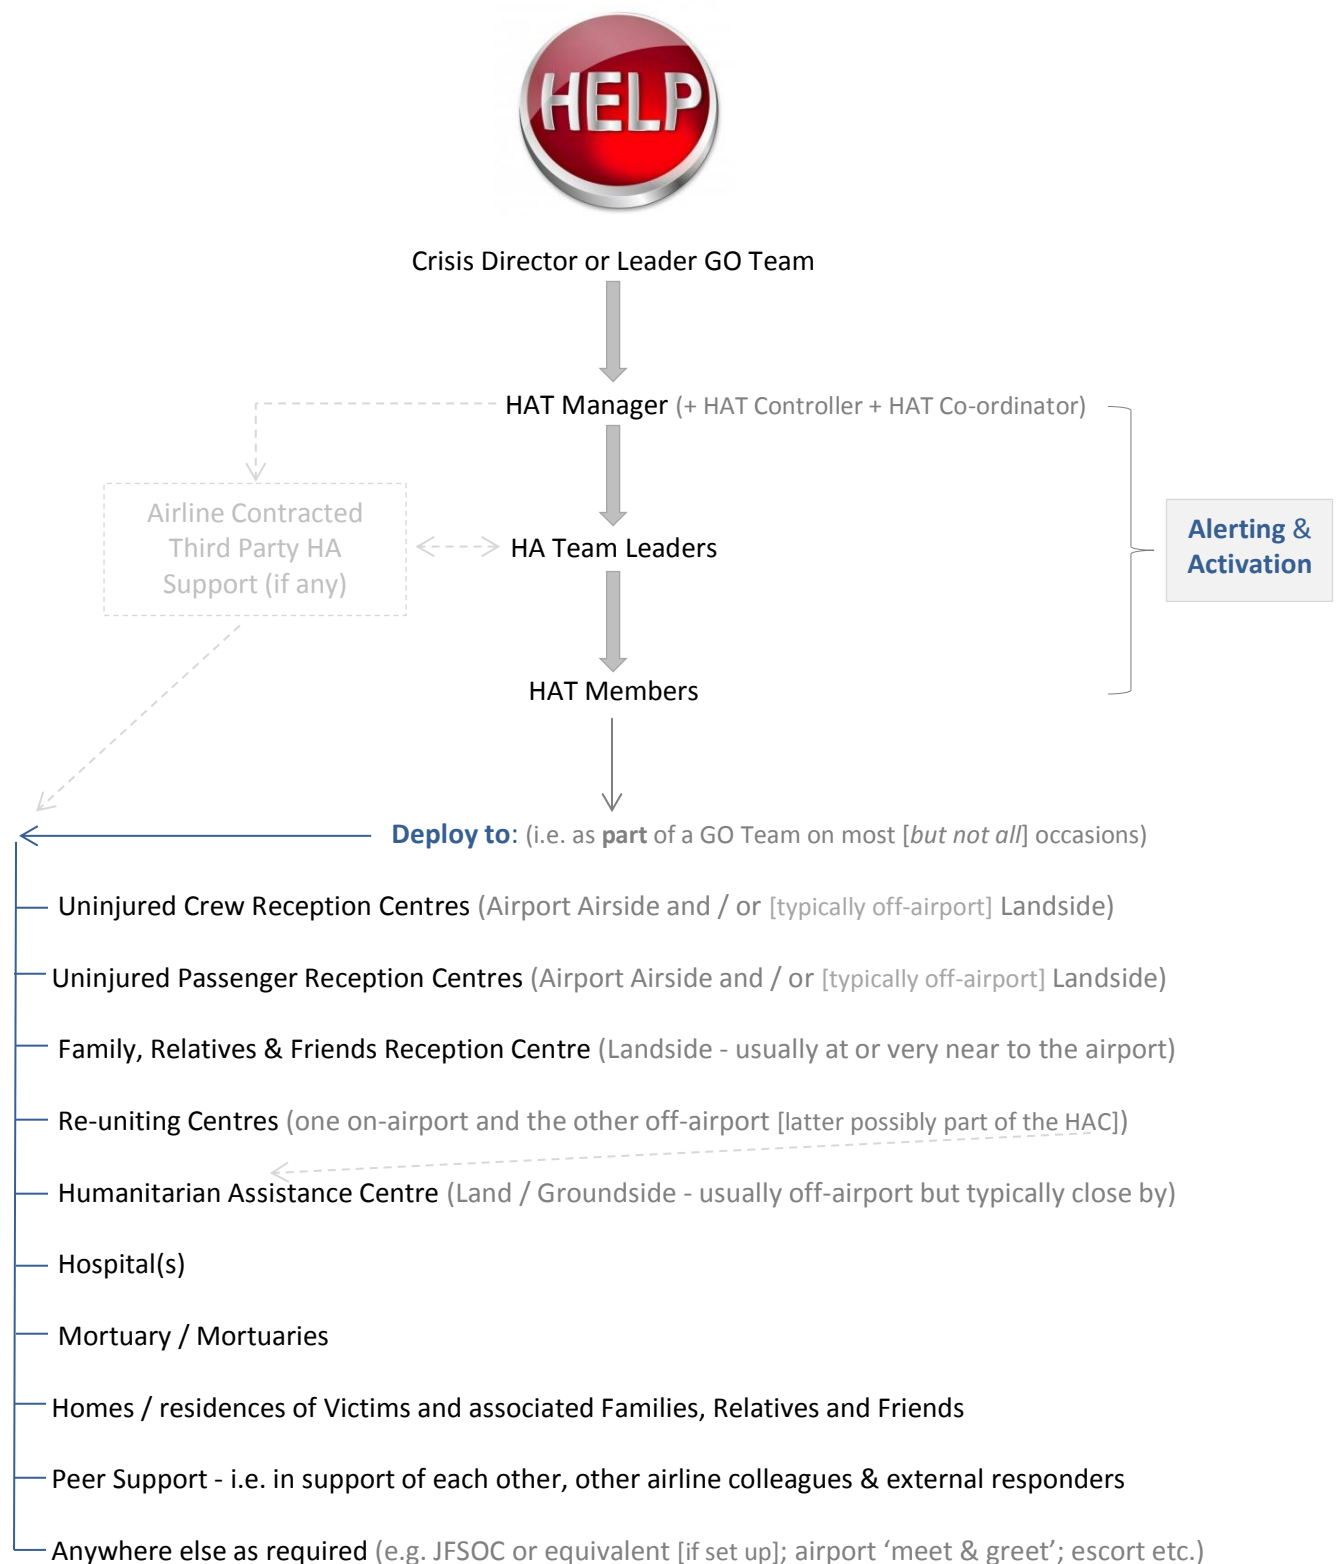 HELP
Crisis Director or Leader GO Team
HAT Manager (+ HAT Controller + HAT Co-ordinator)
Airline Contracted
Third Party HA
Support (if any)
HA Team Leaders
Alerting &
Activation
HAT Members
Deploy to: (i.e. as part of a GO Team on most [but not all] occasions)
Uninjured Crew Reception Centres (Airport Airside and / or [typically off-airport] Landside)
Uninjured Passenger Reception Centres (Airport Airside and / or [typically off-airport] Landside)
Family, Relatives & Friends Reception Centre (Landside - usually at or very near to the airport)
Re-uniting Centres (one on-airport and the other off-airport [latter possibly part of the HAC])
Humanitarian Assistance Centre (Land / Groundside - usually off-airport but typically close by)
Hospital(s)
Mortuary / Mortuaries
Homes / residences of Victims and associated Families, Relatives and Friends
Peer Support - i.e. in support of each other, other airline colleagues & external responders
Anywhere else as required (e.g. JFSOC or equivalent [if set up]; airport ‘meet & greet’; escort etc.)